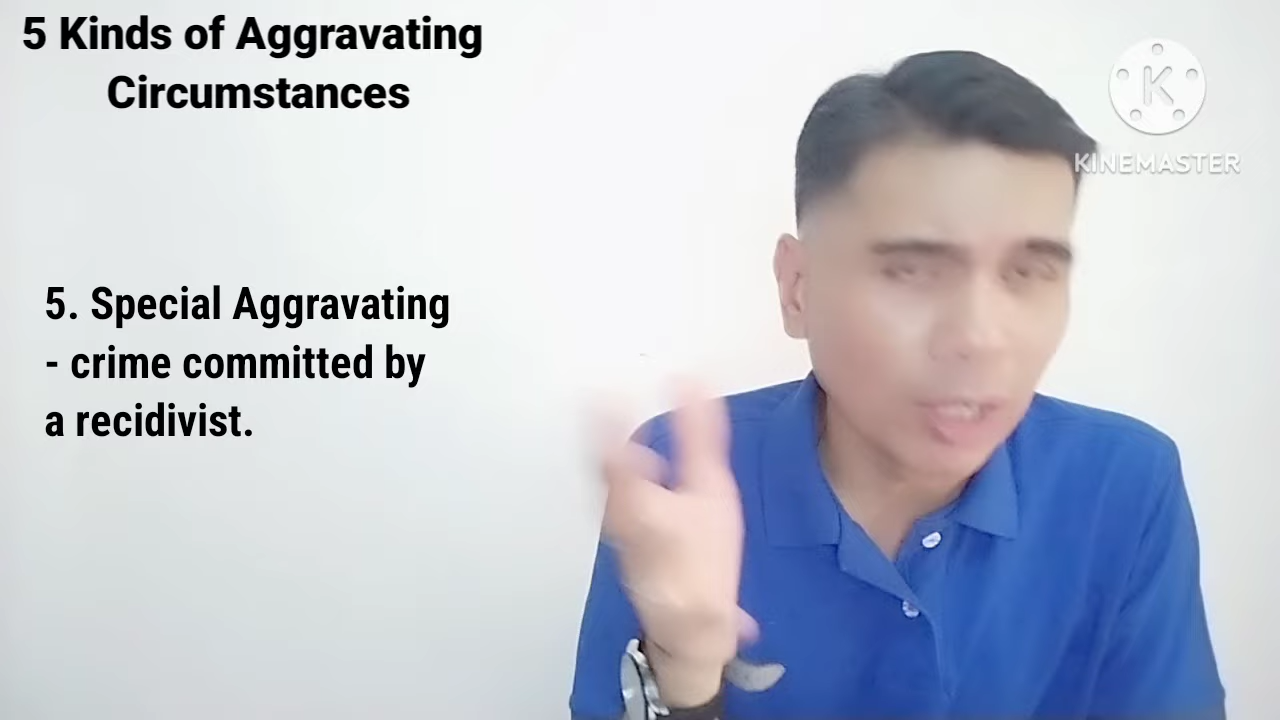 5 Kinds of Aggravating
Circumstances
5. Special Aggravating
- crime committed by
a recidivist.
K
KINEMASTER